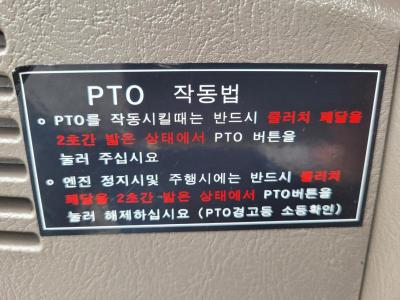 PTO 작동법
∘ PTO를 작동시킬때는 반드시 클러치 페달을
2초간 밟은 상태에서 PTO 버튼을
눌러 주십시요
∘ 엔진 정지시및 주행시에는 반드시 클러치
페달을 2초간 밟은 상태에서 PTO버튼을
눌러 해제하십시요 (PTO경고등 소등확인)